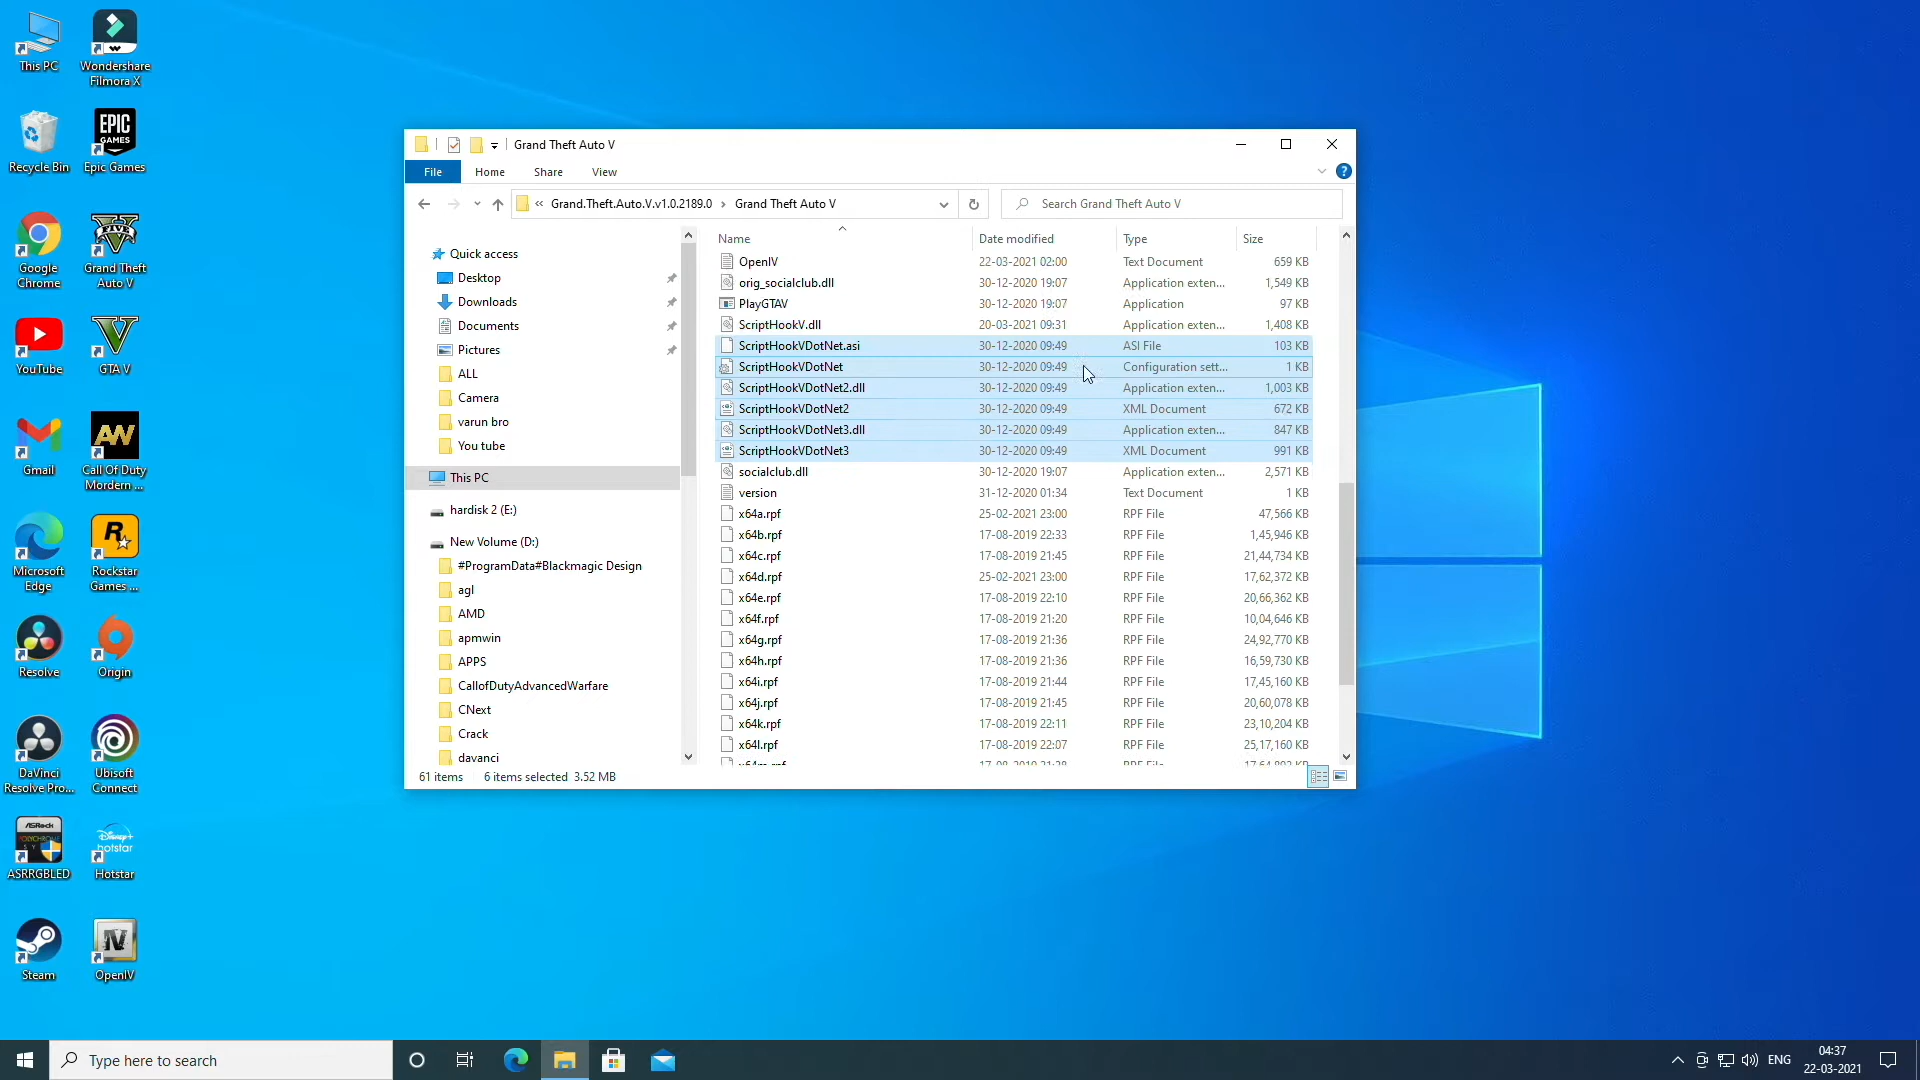 This PC
Wondershare
Filmora X
Recycle Bin
EPIC
GAMES
Epic Games
Google
Chrome
FIVE
Grand Theft
Auto V
YouTube
GTA V
Gmail
AW
Call Of Duty
Mordern ...
Microsoft
Edge
R
Rockstar
Games ...
Resolve
Origin
DaVinci
Resolve Pro...
Ubisoft
Connect
ASRock
ASRRGBLED
Disney+
hotstar
Hotstar
Steam
IV
OpenIV
Grand Theft Auto V
File
Home
Share
View
?
« Grand.Theft.Auto.V.v1.0.2189.0 › Grand Theft Auto V
Search Grand Theft Auto V
Quick access
Desktop
Downloads
Documents
Pictures
ALL
Camera
varun bro
You tube
This PC
hardisk 2 (E:)
New Volume (D:)
#ProgramData#Blackmagic Design
agl
AMD
apmwin
APPS
CallofDutyAdvancedWarfare
CNext
Crack
davanci
Name Date modified Type Size
OpenIV 22-03-2021 02:00 Text Document 659 KB
orig_socialclub.dll 30-12-2020 19:07 Application exten... 1,549 KB
PlayGTAV 30-12-2020 19:07 Application 97 KB
ScriptHookV.dll 20-03-2021 09:31 Application exten... 1,408 KB
ScriptHookVDotNet.asi 30-12-2020 09:49 ASI File 103 KB
ScriptHookVDotNet 30-12-2020 09:49 Configuration sett... 1 KB
ScriptHookVDotNet2.dll 30-12-2020 09:49 Application exten... 1,003 KB
ScriptHookVDotNet2 30-12-2020 09:49 XML Document 672 KB
ScriptHookVDotNet3.dll 30-12-2020 09:49 Application exten... 847 KB
ScriptHookVDotNet3 30-12-2020 09:49 XML Document 991 KB
socialclub.dll 30-12-2020 19:07 Application exten... 2,571 KB
version 31-12-2020 01:34 Text Document 1 KB
x64a.rpf 25-02-2021 23:00 RPF File 47,566 KB
x64b.rpf 17-08-2019 22:33 RPF File 1,45,946 KB
x64c.rpf 17-08-2019 21:45 RPF File 21,44,734 KB
x64d.rpf 25-02-2021 23:00 RPF File 17,62,372 KB
x64e.rpf 17-08-2019 22:10 RPF File 20,66,362 KB
x64f.rpf 17-08-2019 21:20 RPF File 10,04,646 KB
x64g.rpf 17-08-2019 21:36 RPF File 24,92,770 KB
x64h.rpf 17-08-2019 21:36 RPF File 16,59,730 KB
x64i.rpf 17-08-2019 21:44 RPF File 17,45,160 KB
x64j.rpf 17-08-2019 21:45 RPF File 20,60,078 KB
x64k.rpf 17-08-2019 22:11 RPF File 23,10,204 KB
x64l.rpf 17-08-2019 22:07 RPF File 25,17,160 KB
61 items 6 items selected 3.52 MB
Type here to search
ENG
04:37
22-03-2021